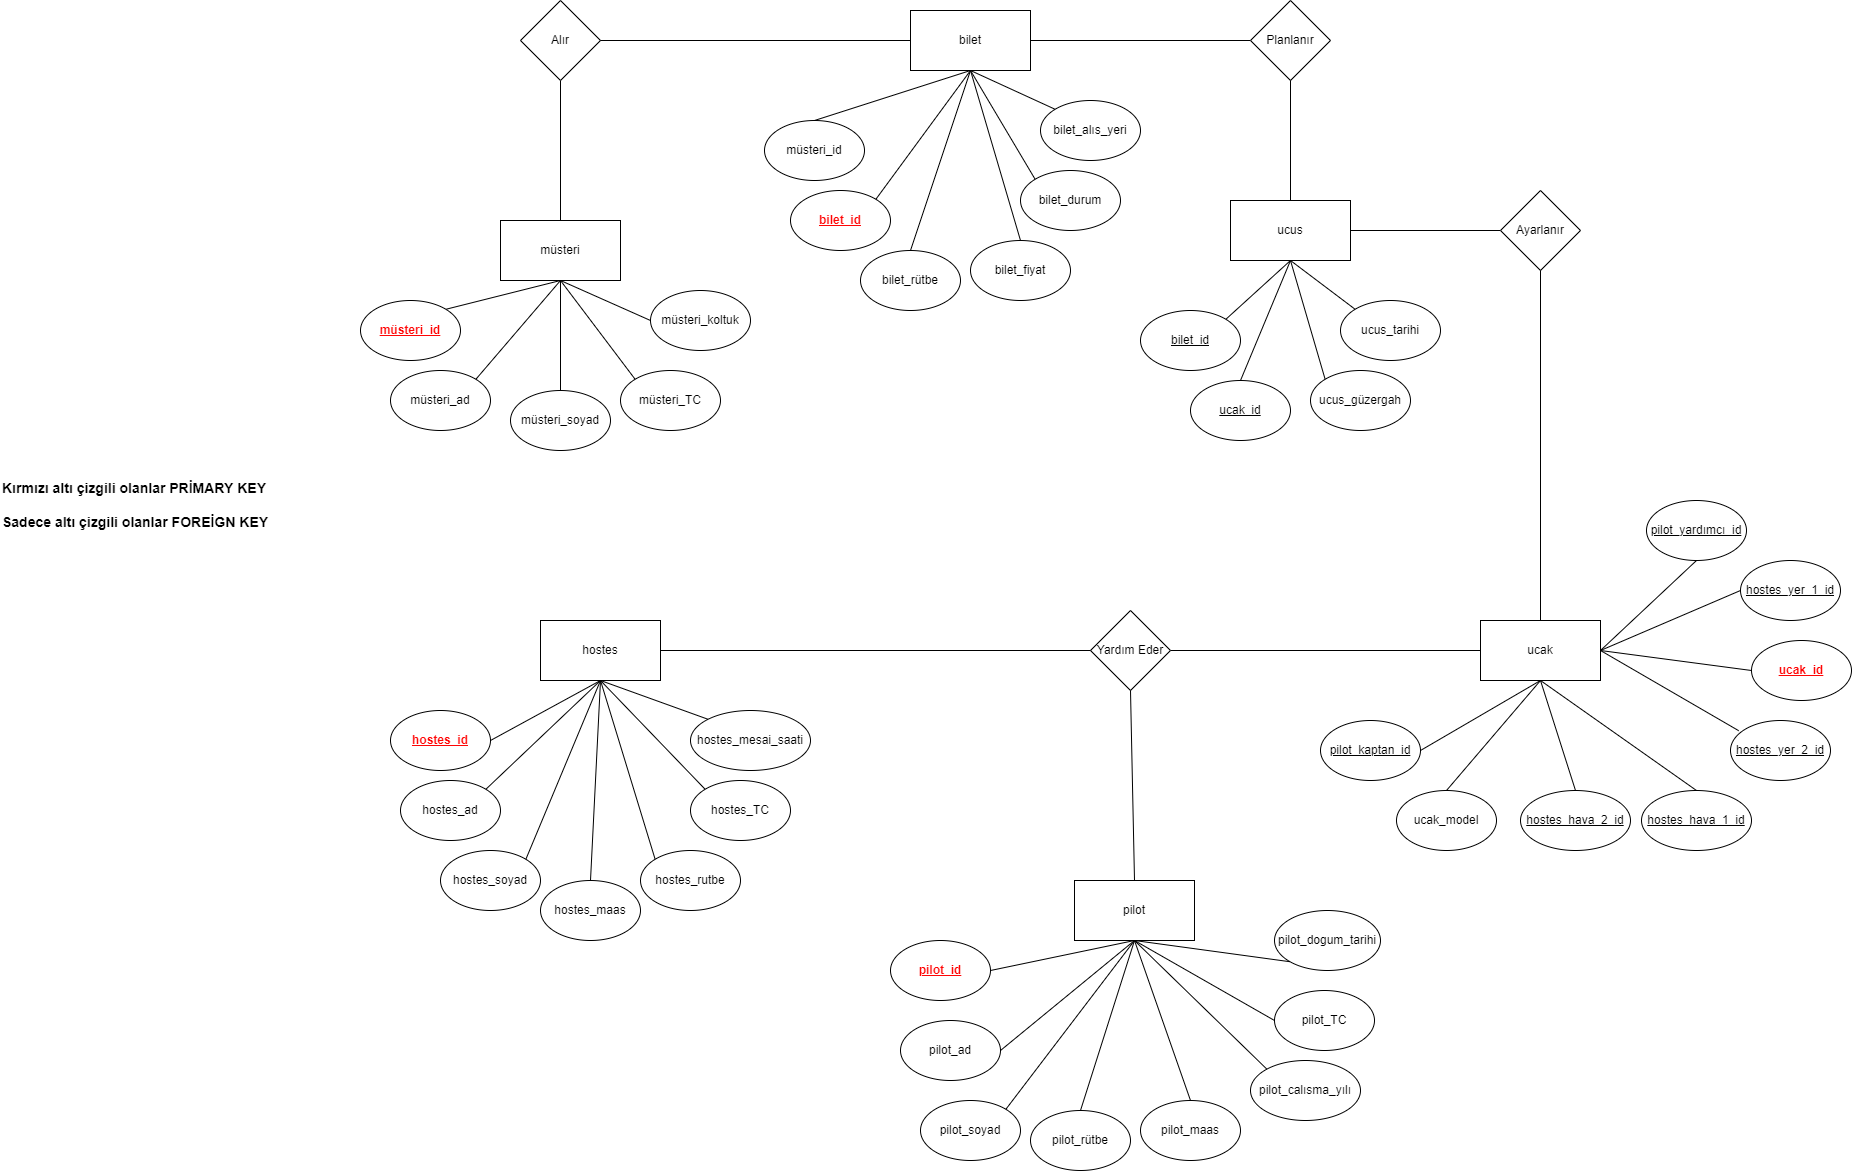 Alır
bilet
Planlanır
müsteri_id
bilet_id
bilet_rütbe
bilet_fiyat
bilet_durum
bilet_alıs_yeri
müsteri
müsteri_id
müsteri_ad
müsteri_soyad
müsteri_TC
müsteri_koltuk
ucus
Ayarlanır
bilet_id
ucak_id
ucus_güzergah
ucus_tarihi
Kırmızı altı çizgili olanlar PRİMARY KEY
Sadece altı çizgili olanlar FOREİGN KEY
hostes
Yardım Eder
ucak
pilot_yardımcı_id
hostes_yer_1_id
ucak_id
hostes_yer_2_id
hostes_hava_1_id
hostes_hava_2_id
ucak_model
pilot_kaptan_id
hostes_id
hostes_ad
hostes_soyad
hostes_maas
hostes_rutbe
hostes_TC
hostes_mesai_saati
pilot
pilot_id
pilot_ad
pilot_soyad
pilot_rütbe
pilot_maas
pilot_calısma_yılı
pilot_TC
pilot_dogum_tarihi